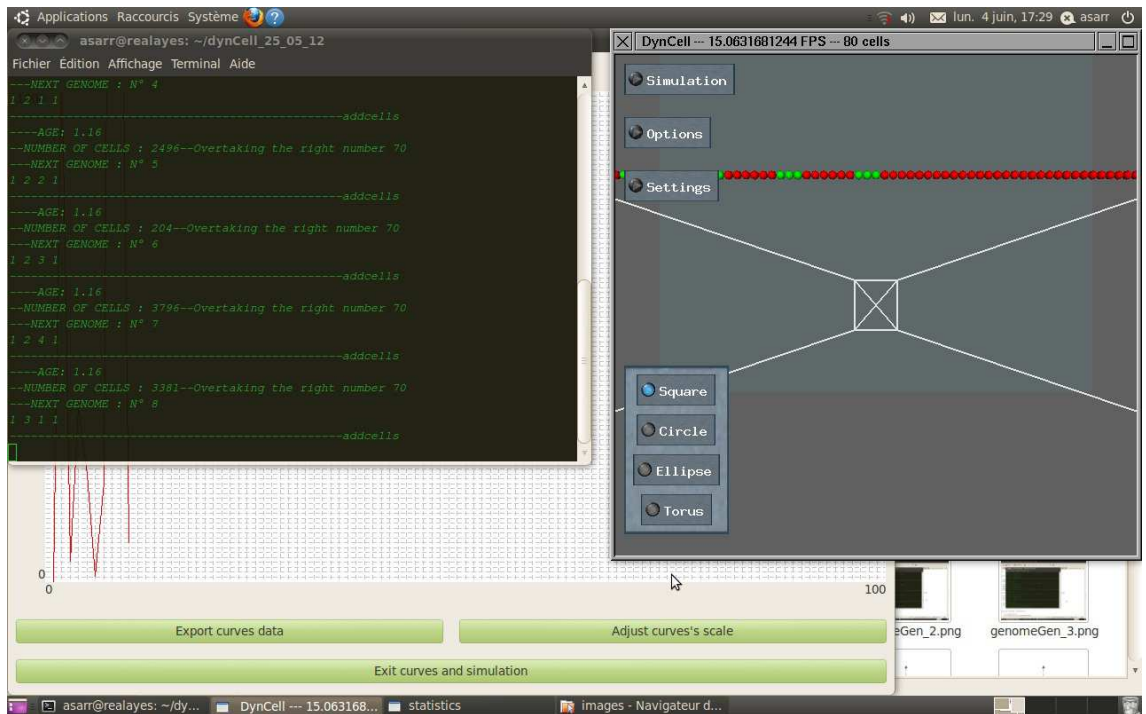 Applications Raccourcis Système
lun. 4 juin, 17:29 asarr
asarr@realayes: ~/dynCell_25_05_12
Fichier Édition Affichage Terminal Aide
---NEXT GENOME : N° 4
1 2 1 1
----------------------------------------addcells
----AGE: 1.16
--NUMBER OF CELLS : 2496--Overtaking the right number 70
---NEXT GENOME : N° 5
1 2 2 1
----------------------------------------addcells
----AGE: 1.16
--NUMBER OF CELLS : 204--Overtaking the right number 70
---NEXT GENOME : N° 6
1 2 3 1
----------------------------------------addcells
----AGE: 1.16
--NUMBER OF CELLS : 3796--Overtaking the right number 70
---NEXT GENOME : N° 7
1 2 4 1
----------------------------------------addcells
----AGE: 1.16
--NUMBER OF CELLS : 3381--Overtaking the right number 70
---NEXT GENOME : N° 8
1 3 1 1
----------------------------------------addcells
DynCell --- 15.0631681244 FPS --- 80 cells
Simulation
Options
Settings
Square
Circle
Ellipse
Torus
0
0
100
Export curves data
Adjust curves's scale
Exit curves and simulation
eGen_2.png
genomeGen_3.png
asarr@realayes: ~/dy...
DynCell --- 15.063168...
statistics
images - Navigateur d...